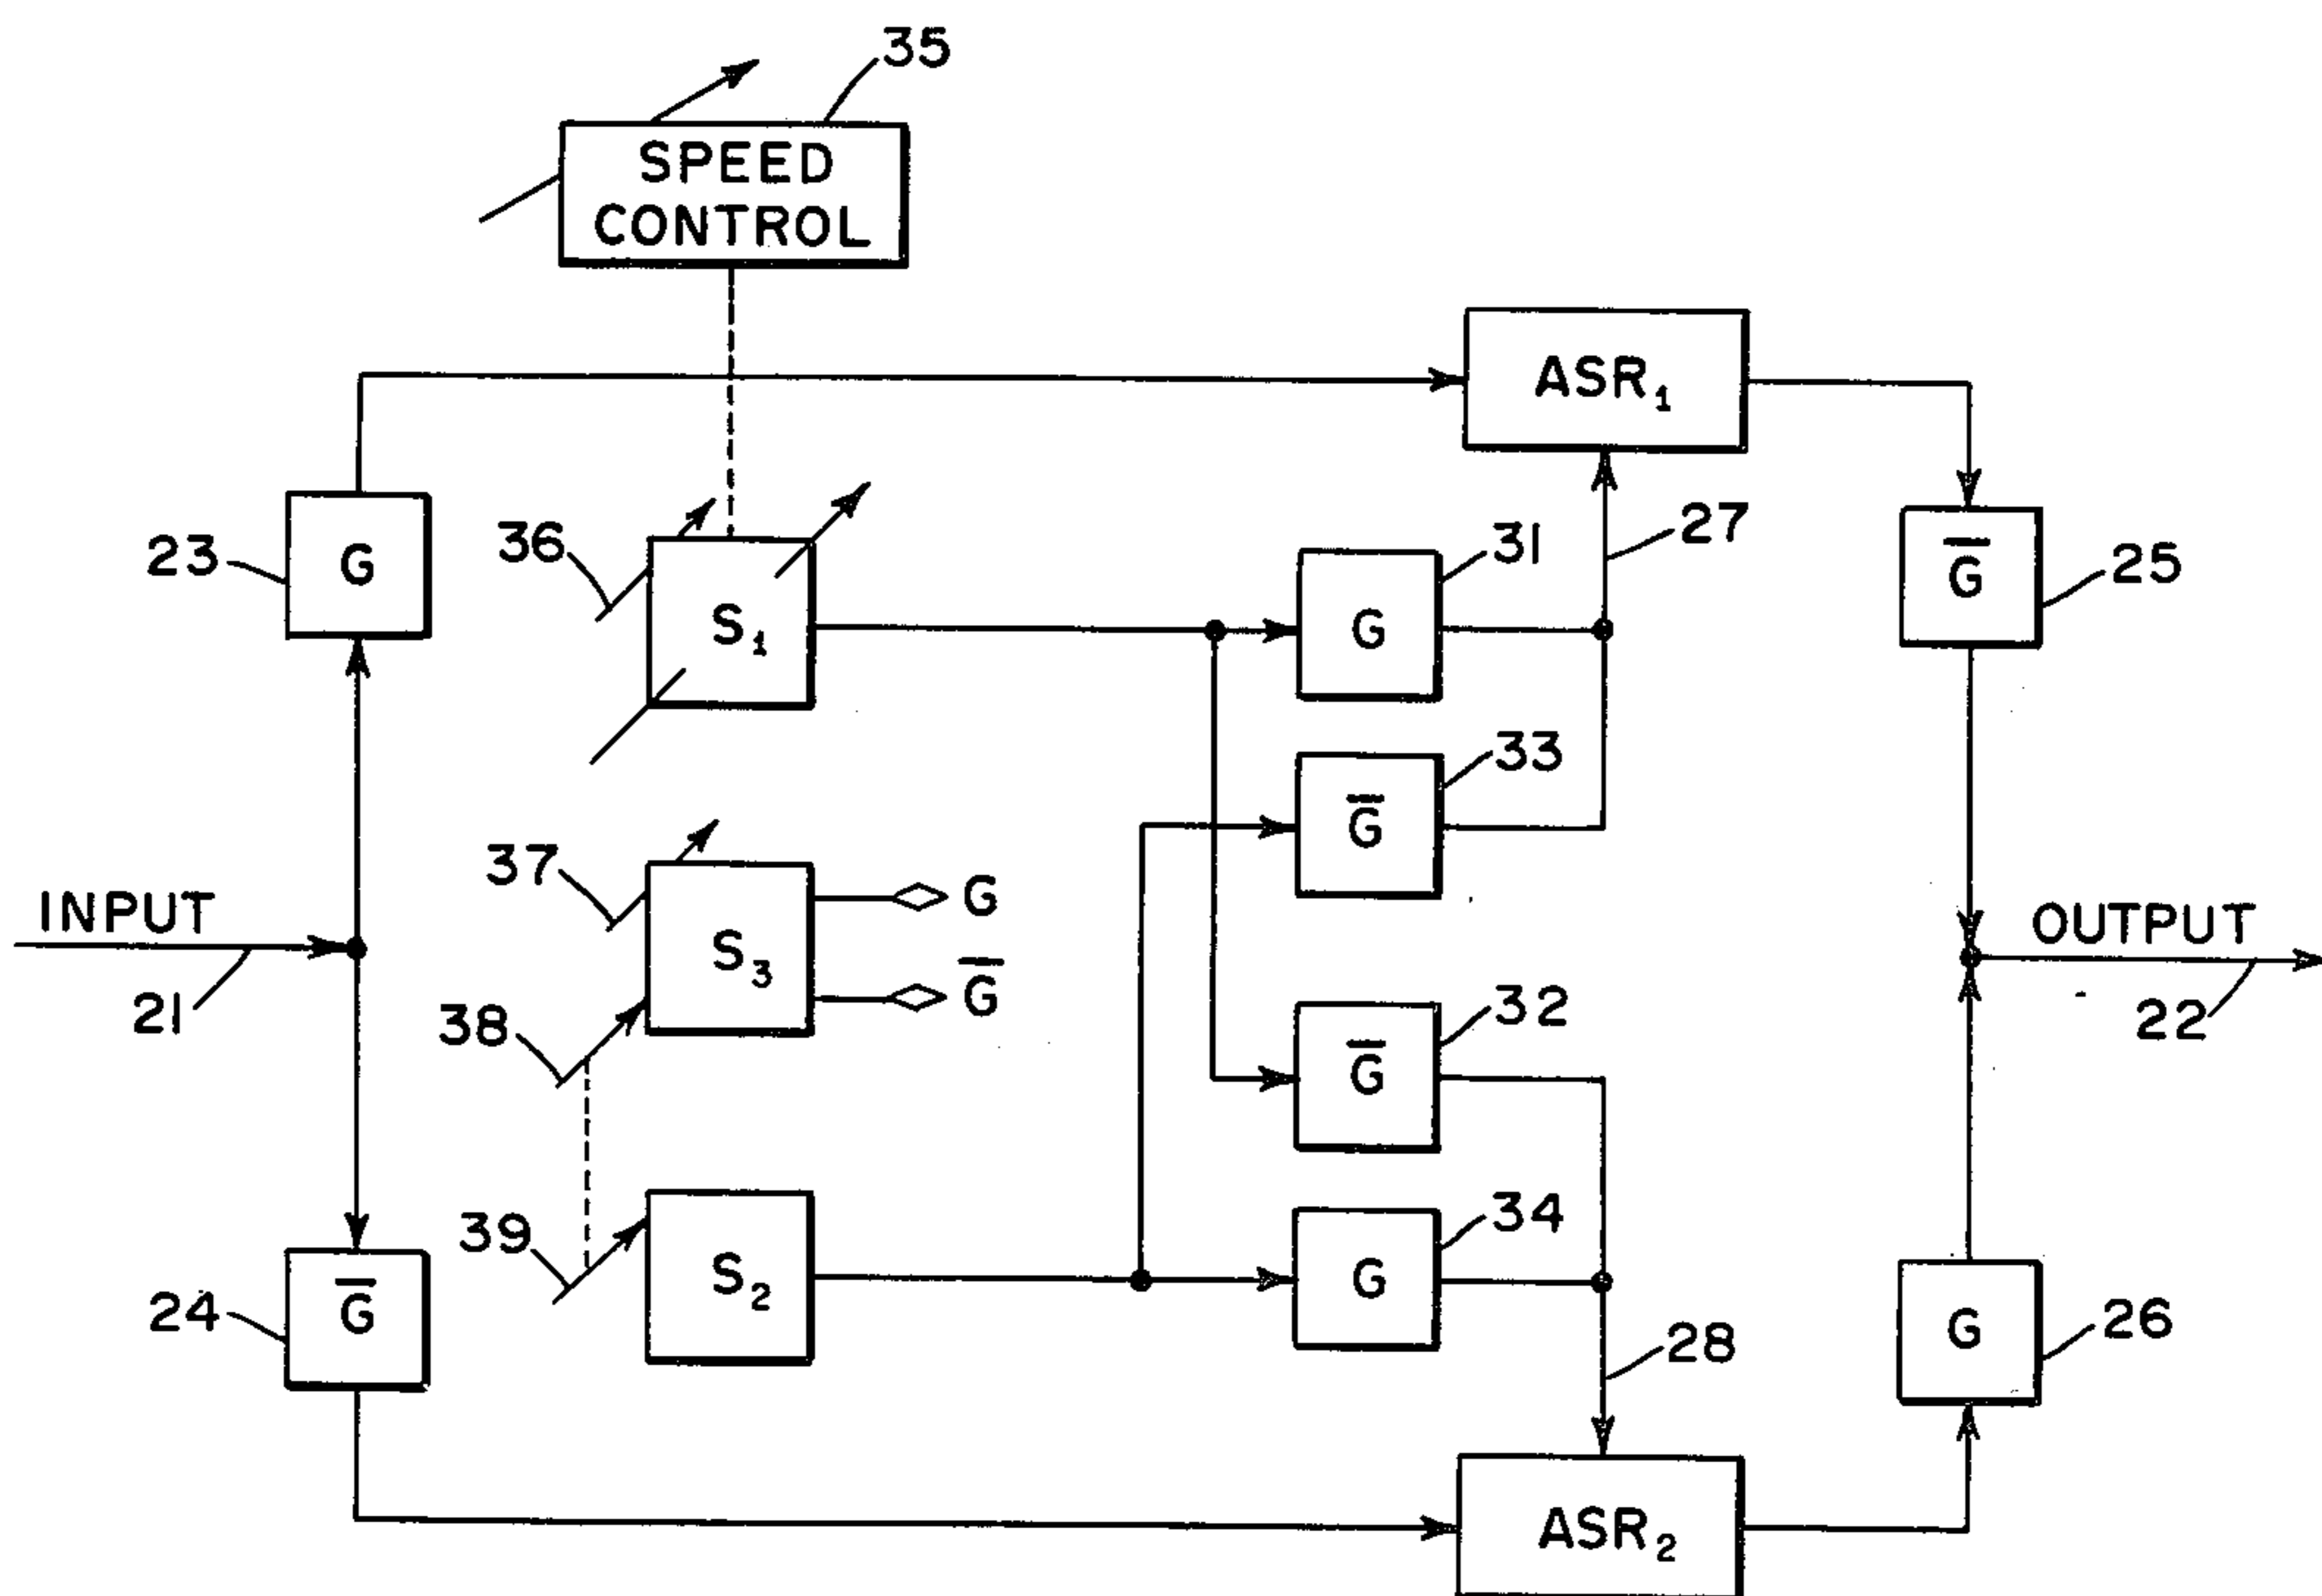 35
SPEED
CONTROL
ASR₁
23
G
36
S₁
31
G
27
G̅
25
33
G̅
37
S₃
G
G̅
INPUT
21
38
32
G̅
OUTPUT
22
39
S₂
34
G
24
G̅
28
G
26
ASR₂